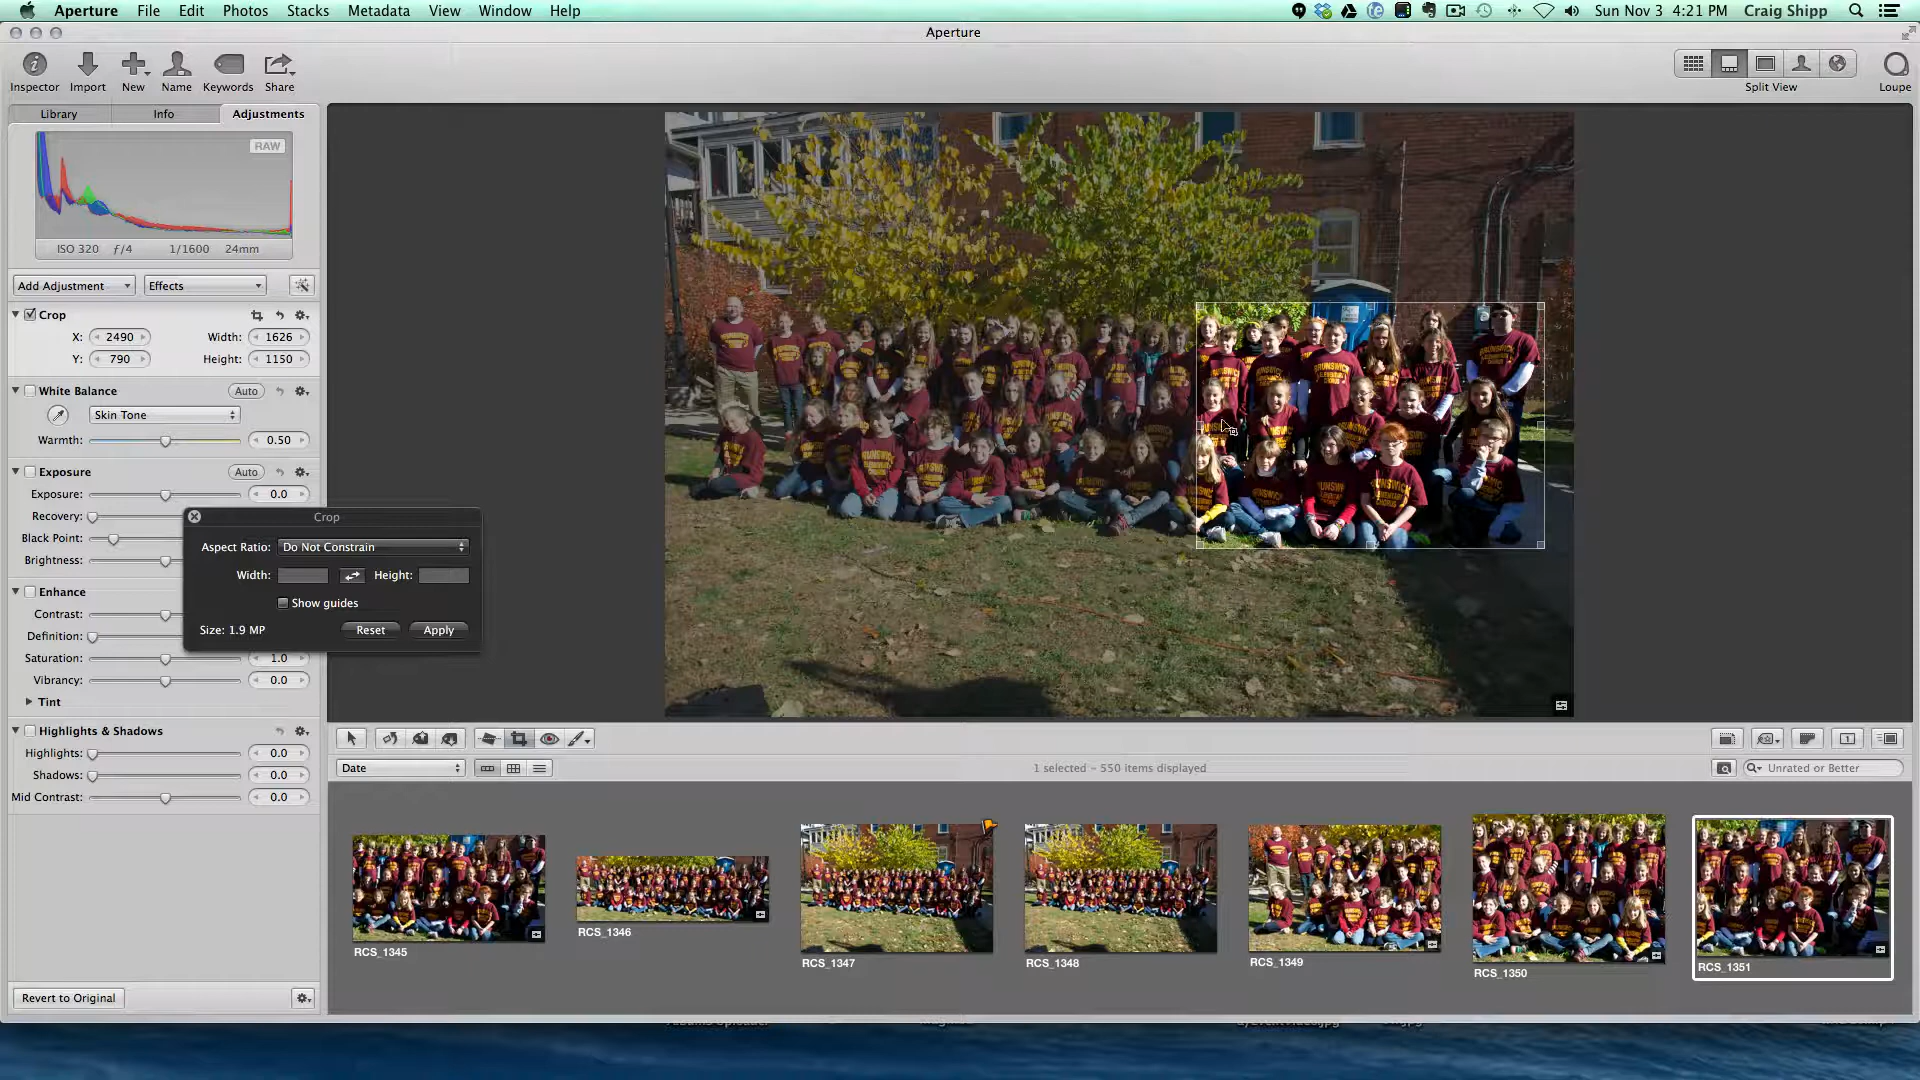 Aperture File Edit Photos Stacks Metadata View Window Help
Sun Nov 3 4:21 PM Craig Shipp
Aperture
Inspector Import New Name Keywords Share
Split View Loupe
Library Info Adjustments
RAW
ISO 320 ƒ/4 1/1600 24mm
Add Adjustment Effects
Crop
X: 2490 Width: 1626
Y: 790 Height: 1150
White Balance Auto
Skin Tone
Warmth: 0.50
Exposure Auto
Exposure: 0.0
Recovery:
Black Point:
Brightness:
Enhance
Contrast:
Definition:
Saturation: 1.0
Vibrancy: 0.0
Tint
Highlights & Shadows
Highlights: 0.0
Shadows: 0.0
Mid Contrast: 0.0
Revert to Original
Crop
Aspect Ratio: Do Not Constrain
Width: Height:
Show guides
Size: 1.9 MP Reset Apply
BRUNSWICK
ELEMENTARY
CHORUS
Date
1 selected – 550 items displayed
Unrated or Better
RCS_1345
RCS_1346
RCS_1347
RCS_1348
RCS_1349
RCS_1350
RCS_1351